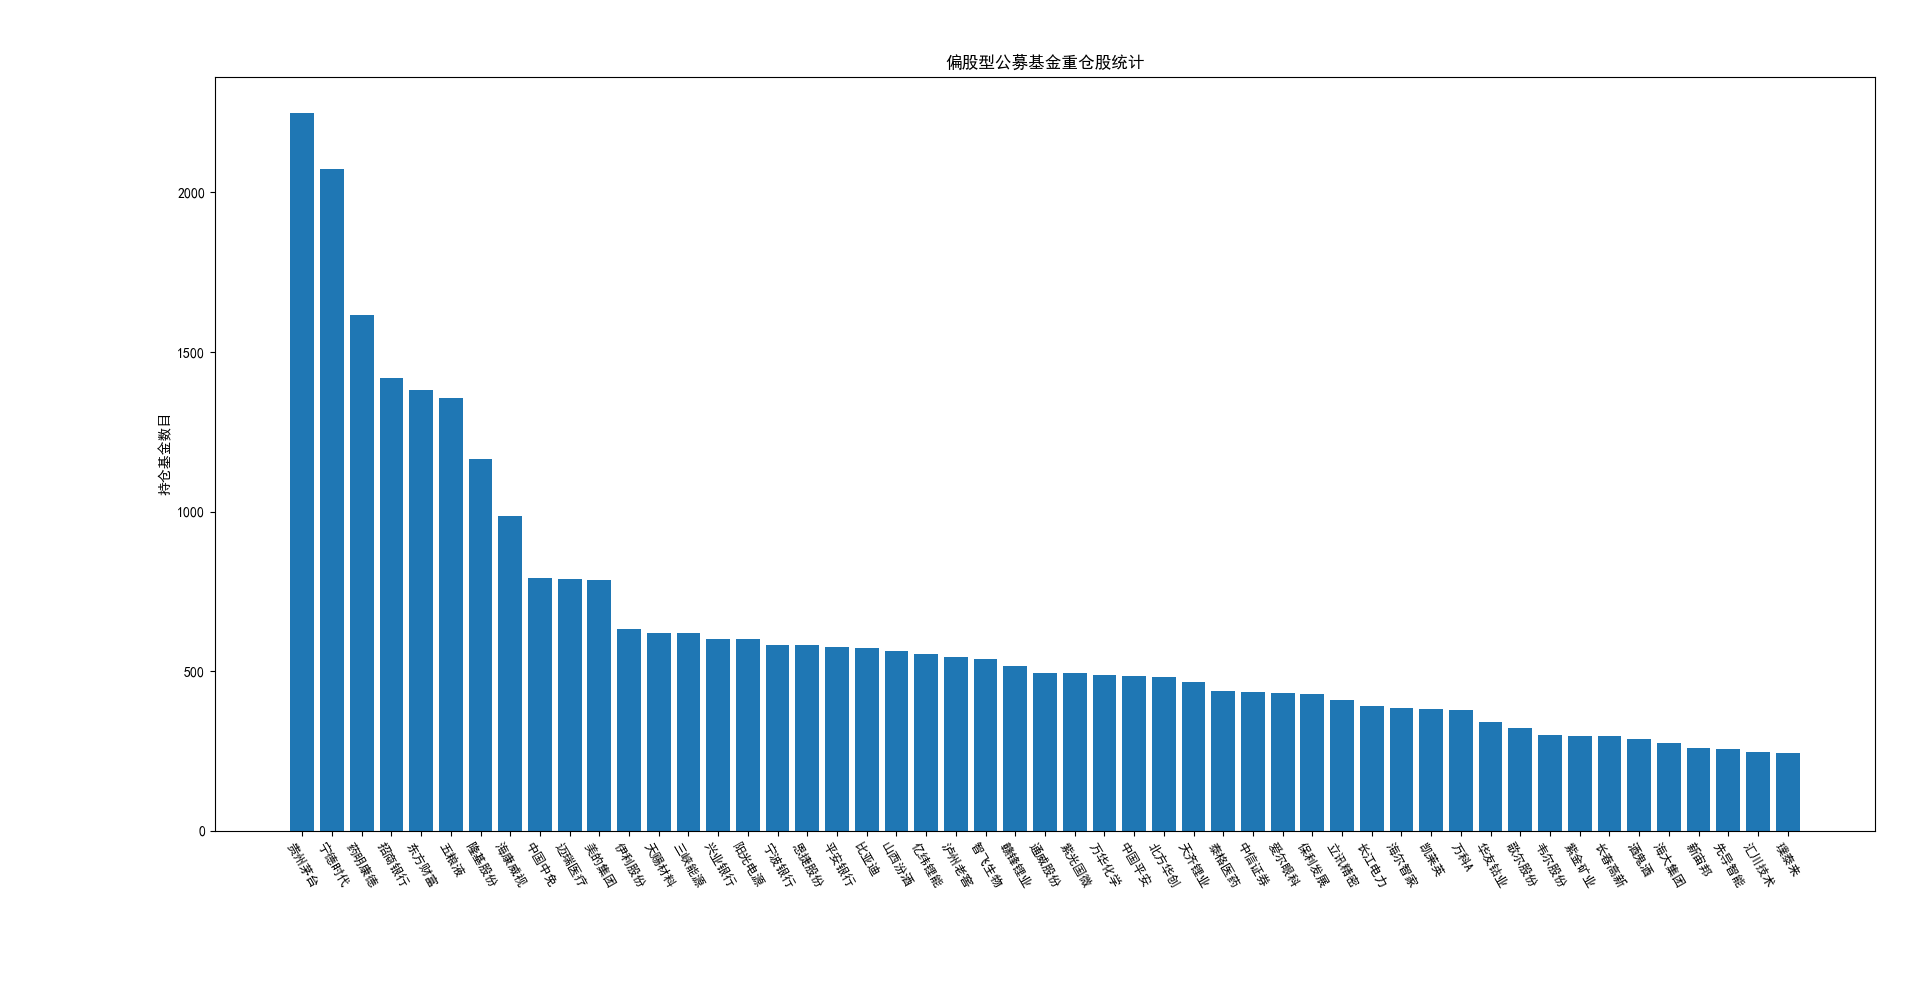 偏股型公募基金重仓股统计
持仓基金数目
2000
1500
1000
500
0
贵州茅台
宁德时代
药明康德
招商银行
东方财富
五粮液
隆基股份
海康威视
中国中免
迈瑞医疗
美的集团
伊利股份
天赐材料
三峡能源
兴业银行
阳光电源
宁波银行
恩捷股份
平安银行
比亚迪
山西汾酒
亿纬锂能
泸州老窖
智飞生物
赣锋锂业
通威股份
紫光国微
万华化学
中国平安
北方华创
天齐锂业
泰格医药
中信证券
爱尔眼科
保利发展
立讯精密
长江电力
海尔智家
凯莱英
万科A
华友钴业
歌尔股份
韦尔股份
紫金矿业
长春高新
酒鬼酒
海大集团
新宙邦
先导智能
汇川技术
璞泰来